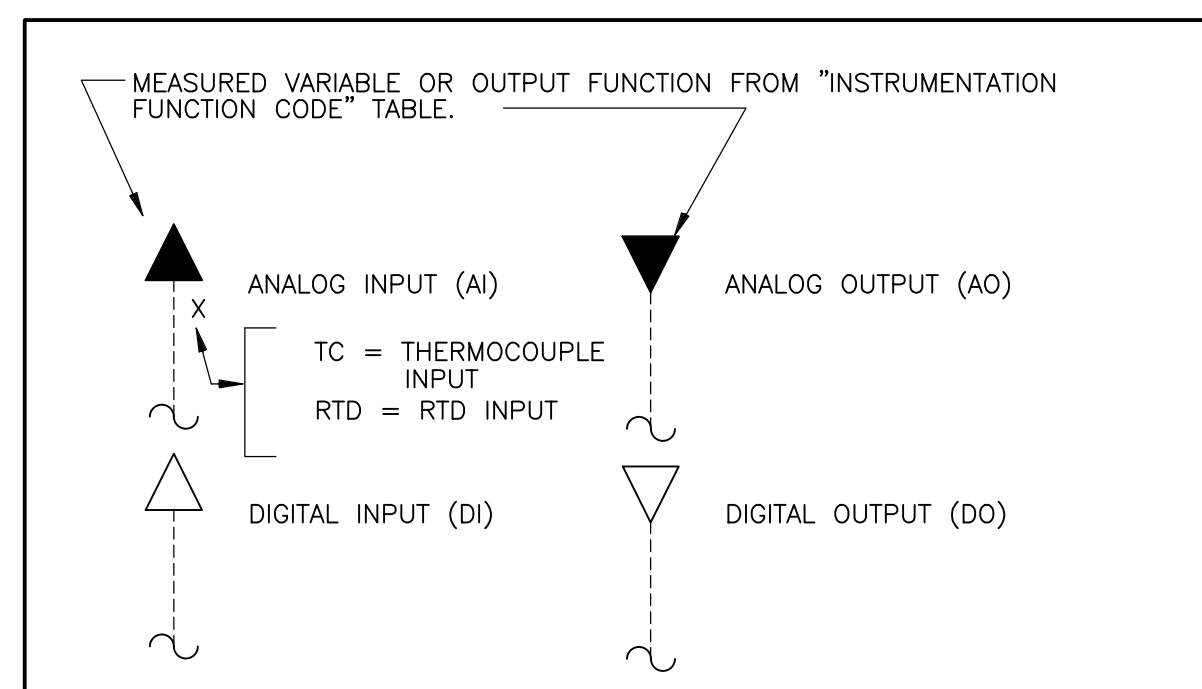 MEASURED VARIABLE OR OUTPUT FUNCTION FROM "INSTRUMENTATION
FUNCTION CODE" TABLE.
ANALOG INPUT (AI)
ANALOG OUTPUT (AO)
X
TC = THERMOCOUPLE
INPUT
RTD = RTD INPUT
DIGITAL INPUT (DI)
DIGITAL OUTPUT (DO)